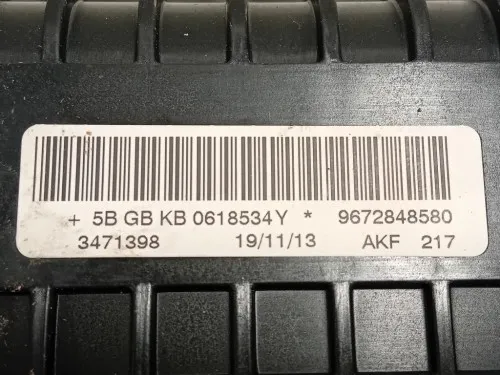 + 5B GB KB 0618534Y * 9672848580
3471398 19/11/13 AKF 217